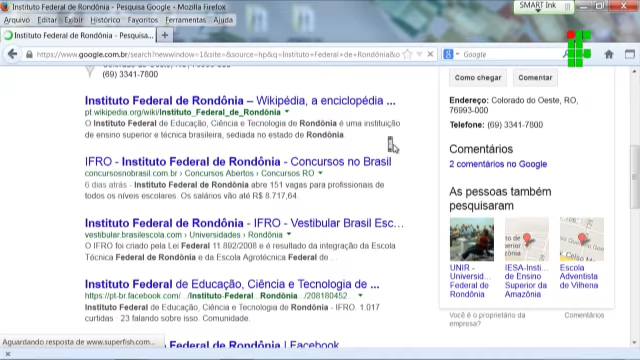 Instituto Federal de Rondônia - Pesquisa Google - Mozilla Firefox
SMART Ink
Arquivo Editar Exibir Histórico Favoritos Ferramentas Ajuda
Instituto Federal de Rondônia - Pesquisa...
https://www.google.com.br/search?newwindow=1&site=&source=hp&q=Instituto+Federal+de+Rondônia&o
Google
(69) 3341-7800
Instituto Federal de Rondônia – Wikipédia, a enciclopédia ...
pt.wikipedia.org/wiki/Instituto_Federal_de_Rondônia
O Instituto Federal de Educação, Ciência e Tecnologia de Rondônia é uma instituição
de ensino superior e técnica brasileira, sediada no estado de Rondônia.
IFRO - Instituto Federal de Rondônia - Concursos no Brasil
concursosnobrasil.com.br › Concursos Abertos › Concursos RO
6 dias atrás - Instituto Federal de Rondônia abre 151 vagas para profissionais de
todos os níveis escolares. Os salários vão até R$ 8.717,64.
Instituto Federal de Rondônia - IFRO - Vestibular Brasil Esc...
vestibular.brasilescola.com › Universidades › Rondônia
O IFRO foi criado pela Lei Federal 11.892/2008 e é resultado da integração da Escola
Técnica Federal de Rondônia e da Escola Agrotécnica Federal de ...
Instituto Federal de Educação, Ciência e Tecnologia de ...
https://pt-br.facebook.com/.../Instituto-Federal...Rondônia.../208180452...
Instituto Federal de Educação, Ciência e Tecnologia de Rondônia - IFRO. 1.017
curtidas · 23 falando sobre isso. Comunidade.
Federal de Rondônia | Facebook
Aguardando resposta de www.superfish.com...
Como chegar
Comentar
Endereço: Colorado do Oeste, RO,
76993-000
Telefone: (69) 3341-7800
Comentários
2 comentários no Google
As pessoas também
pesquisaram
UNIR -
Universid...
Federal de
Rondônia
IESA-Insti...
de Ensino
Superior da
Amazônia
Escola
Adventista
de Vilhena
Você é o proprietário da
empresa?
Comentários